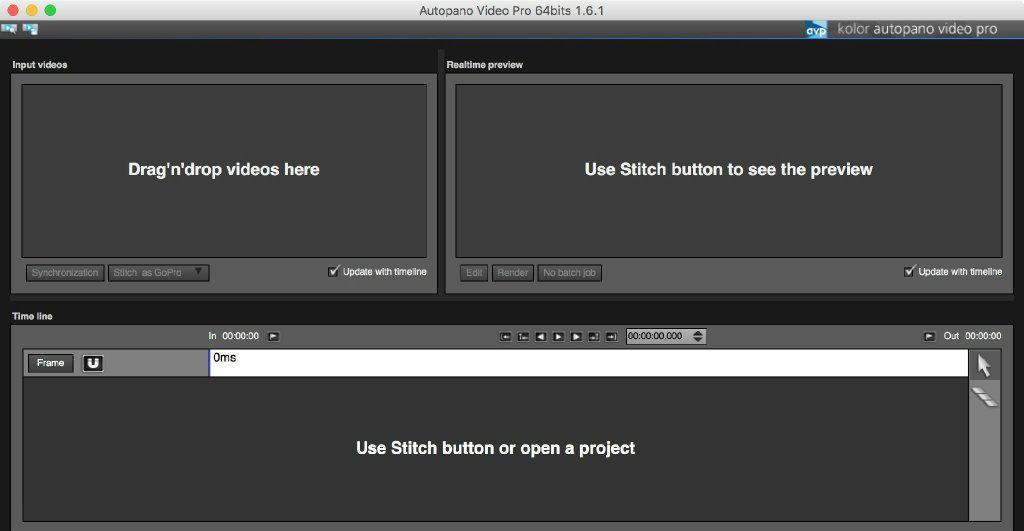 Autopano Video Pro 64bits 1.6.1
avp kolor autopano video pro
Input videos
Realtime preview
Drag'n'drop videos here
Use Stitch button to see the preview
Synchronization Stitch as GoPro Update with timeline
Edit Render No batch job Update with timeline
Time line
In 00:00:00 00:00:00.000 Out 00:00:00
Frame 0ms
Use Stitch button or open a project